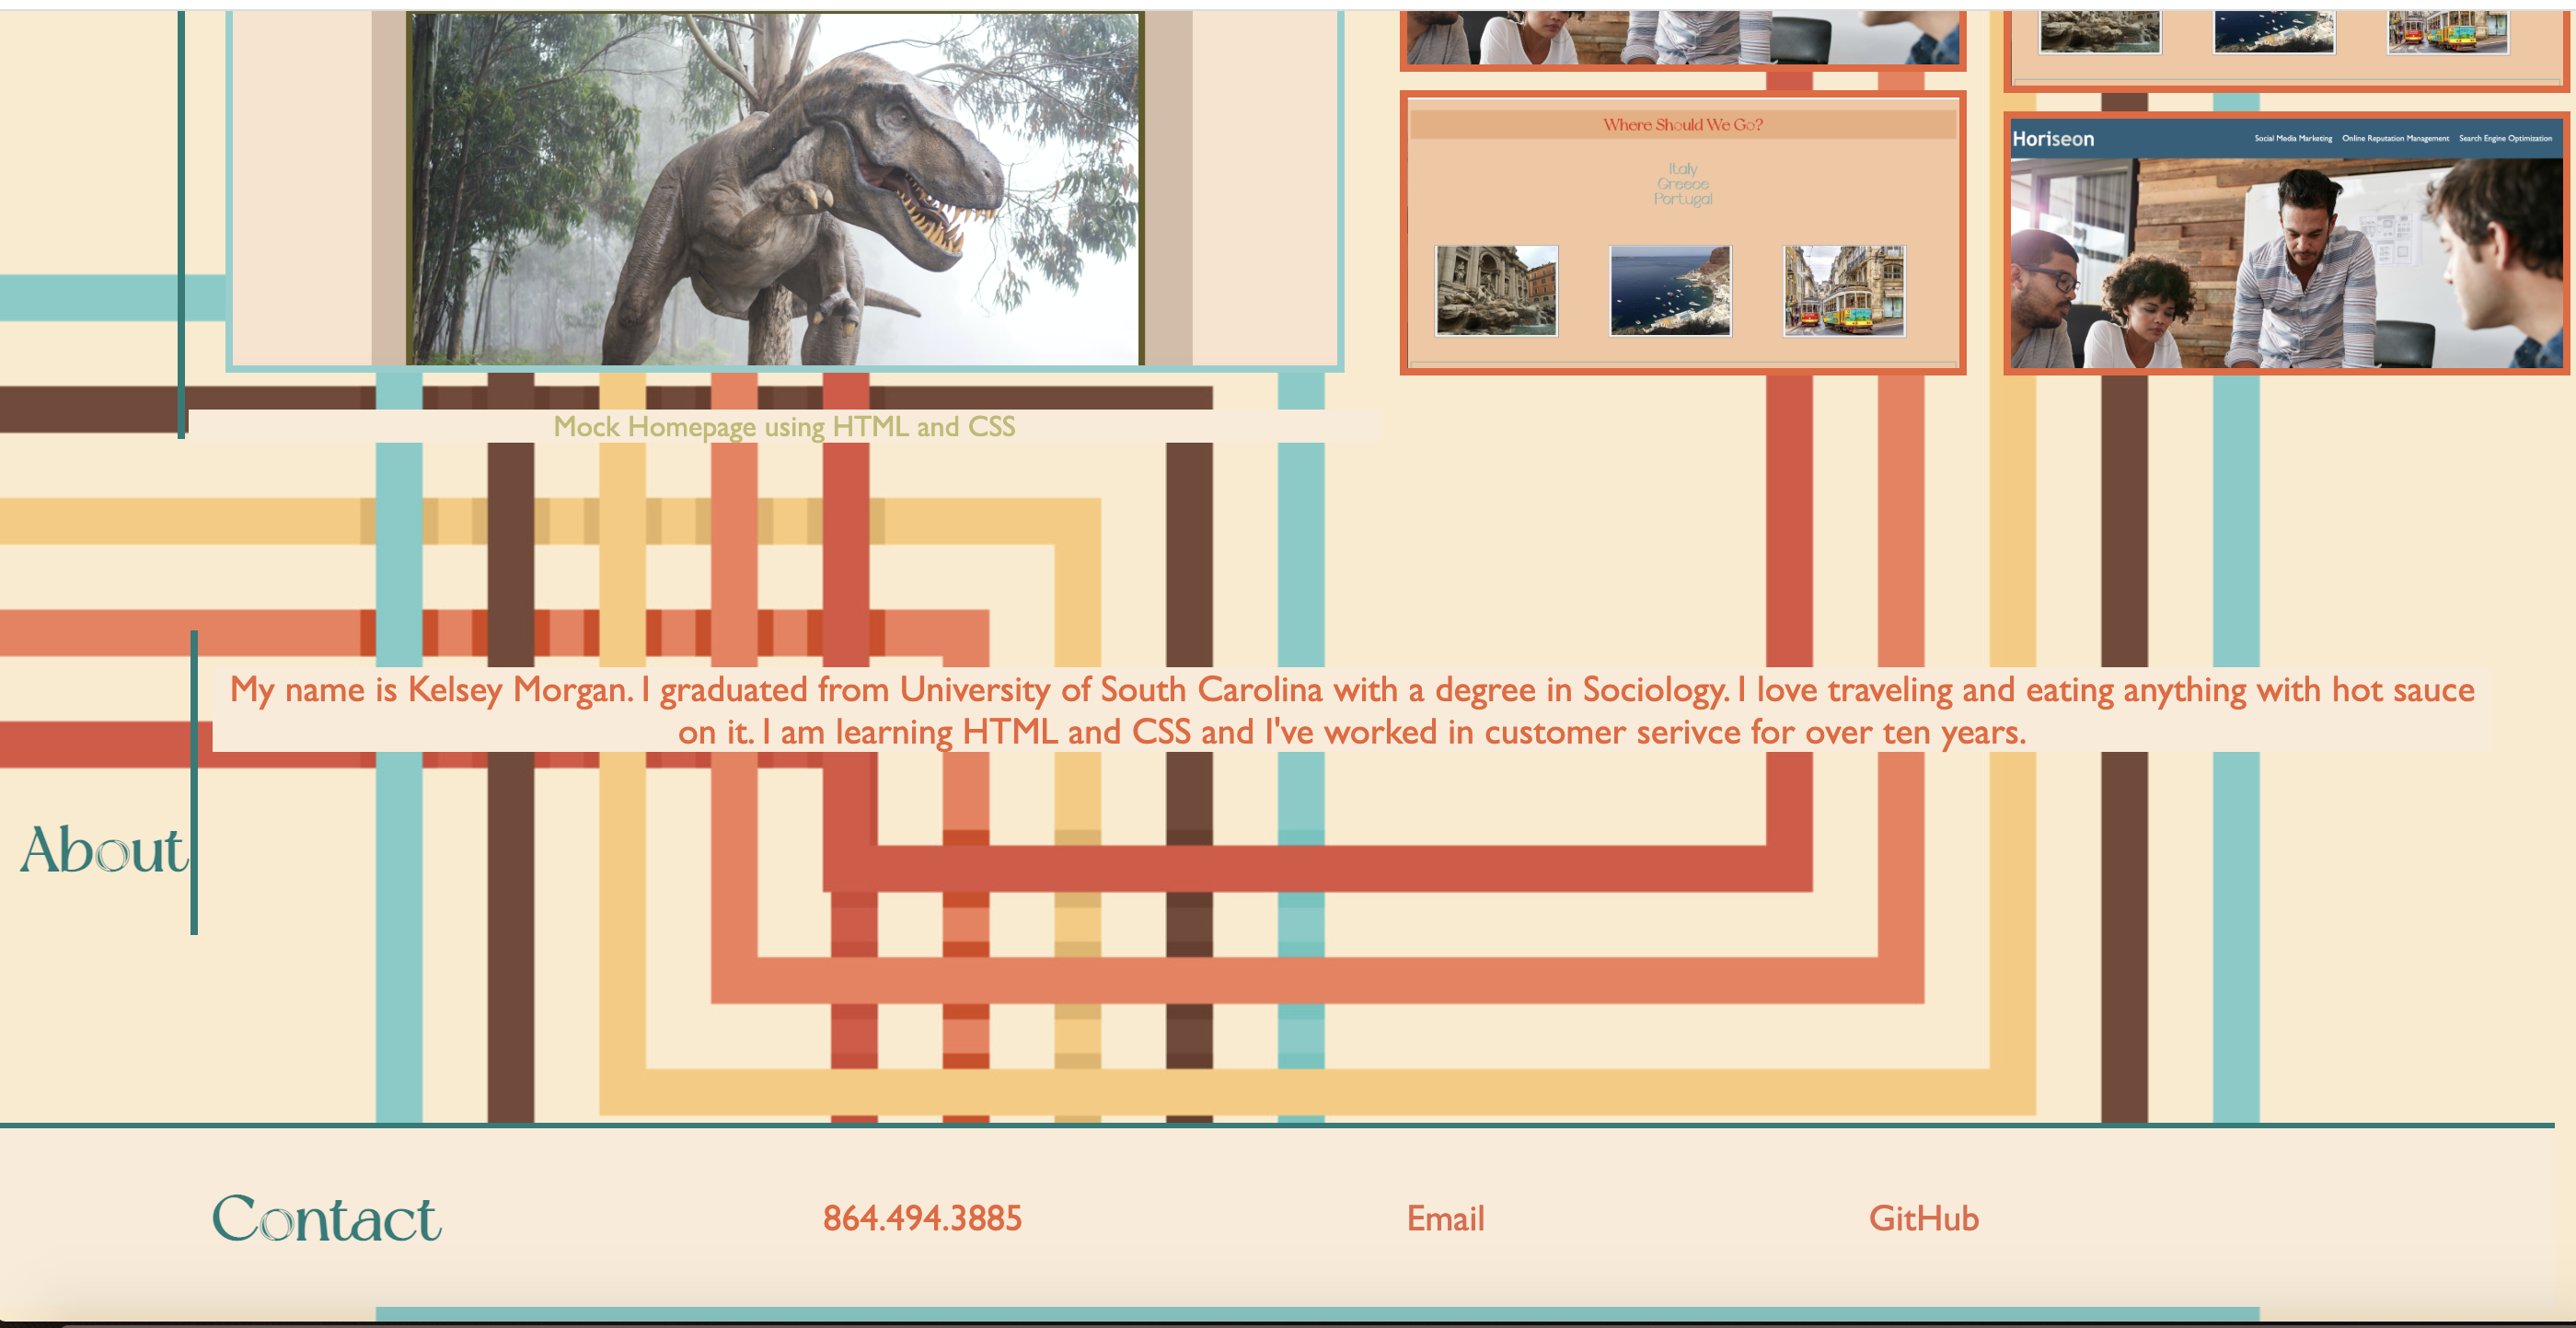 Where Should We Go?
Italy
Greece
Portugal
Horiseon
Social Media Marketing Online Reputation Management Search Engine Optimization
Mock Homepage using HTML and CSS
My name is Kelsey Morgan. I graduated from University of South Carolina with a degree in Sociology. I love traveling and eating anything with hot sauce
on it. I am learning HTML and CSS and I've worked in customer serivce for over ten years.
About
Contact
864.494.3885
Email
GitHub